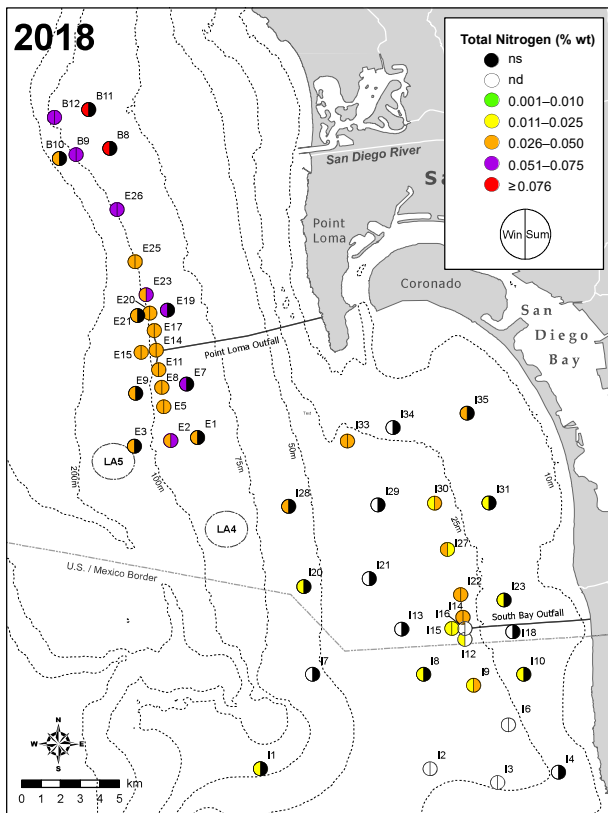 2018
Total Nitrogen (% wt)
ns
nd
0.001–0.010
0.011–0.025
0.026–0.050
0.051–0.075
≥0.076
Win Sum
B11
B12
B8
B10
B9
San Diego River
Point
Loma
E26
E25
Coronado
San
Diego
Bay
E23
E20
E19
E21
E17
E14
Point Loma Outfall
E15
E11
E9
E8
E7
E5
E3
E2
E1
LA5
LA4
200m
100m
75m
50m
25m
10m
I33
I34
I35
I28
I29
I30
I31
I27
U.S. / Mexico Border
I20
I21
I22
I23
I14
I16
South Bay Outfall
I13
I15
I18
I12
I7
I8
I9
I10
I6
I1
I2
I3
I4
N
W E
S
0 1 2 3 4 5
km